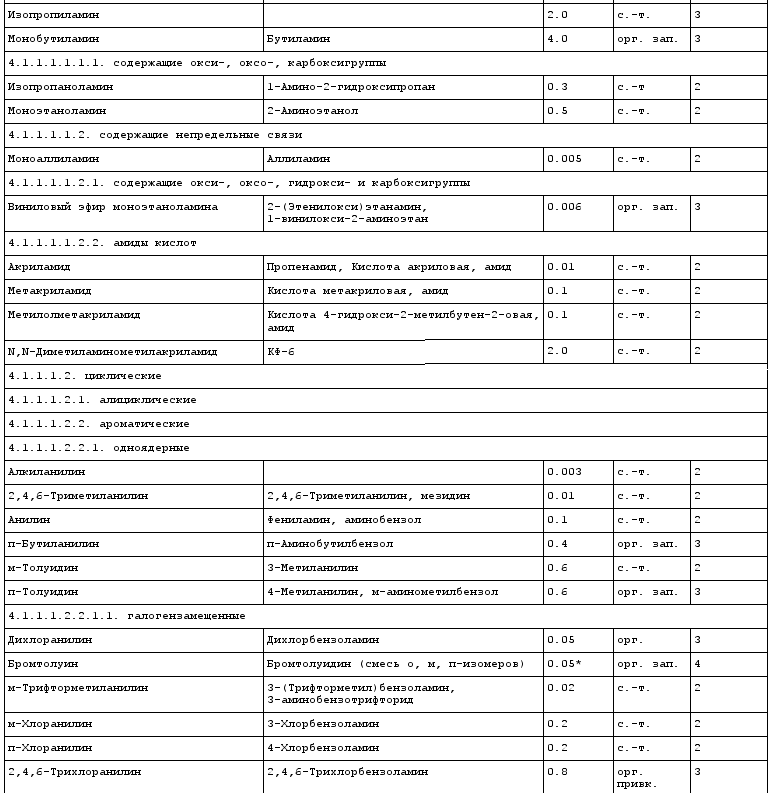 Изопропиламин 2.0 с.-т. 3
Монобутиламин Бутиламин 4.0 орг. зап. 3
4.1.1.1.1.1.1. содержащие окси-, оксо-, карбоксигруппы
Изопропаноламин 1-Амино-2-гидроксипропан 0.3 с.-т 2
Моноэтаноламин 2-Аминоэтанол 0.5 с.-т. 2
4.1.1.1.1.2. содержащие непредельные связи
Моноаллиламин Аллиламин 0.005 с.-т. 2
4.1.1.1.1.2.1. содержащие окси-, оксо-, гидрокси- и карбоксигруппы
Виниловый эфир моноэтаноламина 2-(Этенилокси)этанамин, 0.006 орг. зап. 3
1-винилокси-2-аминоэтан
4.1.1.1.1.2.2. амиды кислот
Акриламид Пропенамид, Кислота акриловая, амид 0.01 с.-т. 2
Метакриламид Кислота метакриловая, амид 0.1 с.-т. 2
Метилолметакриламид Кислота 4-гидрокси-2-метилбутен-2-овая, 0.1 с.-т. 2
амид
N,N-Диметиламинометилакриламид КФ-6 2.0 с.-т. 2
4.1.1.1.2. циклические
4.1.1.1.2.1. алициклические
4.1.1.1.2.2. ароматические
4.1.1.1.2.2.1. одноядерные
Алкиланилин 0.003 с.-т. 2
2,4,6-Триметиланилин 2,4,6-Триметиланилин, мезидин 0.01 с.-т. 2
Анилин Фениламин, аминобензол 0.1 с.-т. 2
п-Бутиланилин п-Аминобутилбензол 0.4 орг. зап. 3
м-Толуидин 3-Метиланилин 0.6 с.-т. 2
п-Толуидин 4-Метиланилин, м-аминометилбензол 0.6 орг. зап. 3
4.1.1.1.2.2.1.1. галогензамещенные
Дихлоранилин Дихлорбензоламин 0.05 орг. 3
Бромтолуин Бромтолуидин (смесь о, м, п-изомеров) 0.05* орг. зап. 4
м-Трифторметиланилин 3-(Трифторметил)бензоламин, 0.02 с.-т. 2
3-аминобензотрифторид
м-Хлоранилин 3-Хлорбензоламин 0.2 с.-т. 2
п-Хлоранилин 4-Хлорбензоламин 0.2 с.-т. 2
2,4,6-Трихлоранилин 2,4,6-Трихлорбензоламин 0.8 орг. 3
привк.